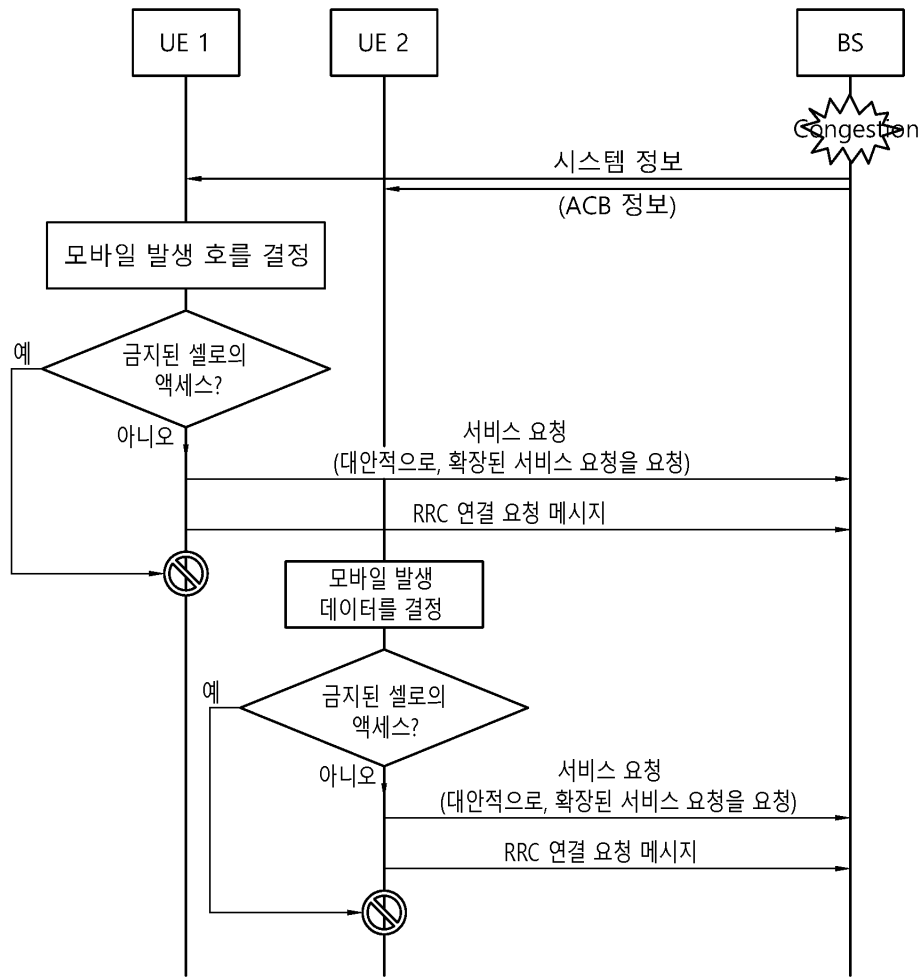 UE 1
UE 2
BS
Congestion
시스템 정보
(ACB 정보)
모바일 발생 호를 결정
금지된 셀로의
액세스?
예
아니오
서비스 요청
(대안적으로, 확장된 서비스 요청을 요청)
RRC 연결 요청 메시지
모바일 발생
데이터를 결정
금지된 셀로의
액세스?
예
아니오
서비스 요청
(대안적으로, 확장된 서비스 요청을 요청)
RRC 연결 요청 메시지